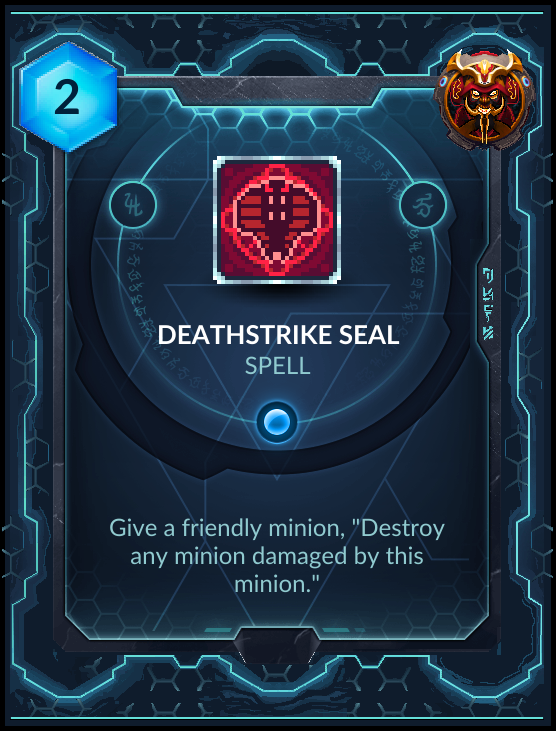 2
DEATHSTRIKE SEAL
SPELL
Give a friendly minion, "Destroy
any minion damaged by this
minion."